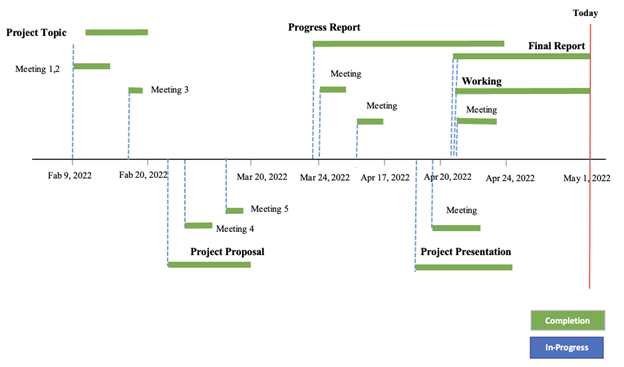 Today
Project Topic
Progress Report
Final Report
Meeting 1,2
Meeting
Working
Meeting 3
Meeting
Meeting
Fab 9, 2022
Fab 20, 2022
Mar 20, 2022
Mar 24, 2022
Apr 17, 2022
Apr 20, 2022
Apr 24, 2022
May 1, 2022
Meeting 5
Meeting
Meeting 4
Project Proposal
Project Presentation
Completion
In-Progress